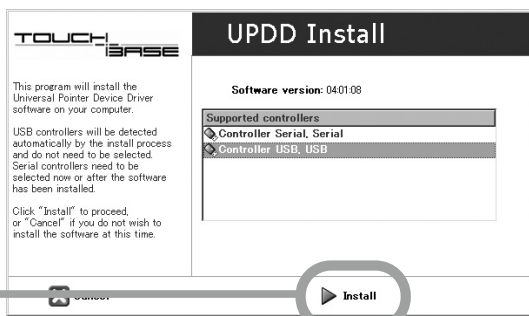 TOUCH-
BASE
UPDD Install
This program will install the
Universal Pointer Device Driver
software on your computer.
USB controllers will be detected
automatically by the install process
and do not need to be selected.
Serial controllers need to be
selected now or after the software
has been installed.
Click "Install" to proceed,
or "Cancel" if you do not wish to
install the software at this time.
Software version: 04.01.08
Supported controllers
Controller Serial, Serial
Controller USB, USB
Cancel
Install